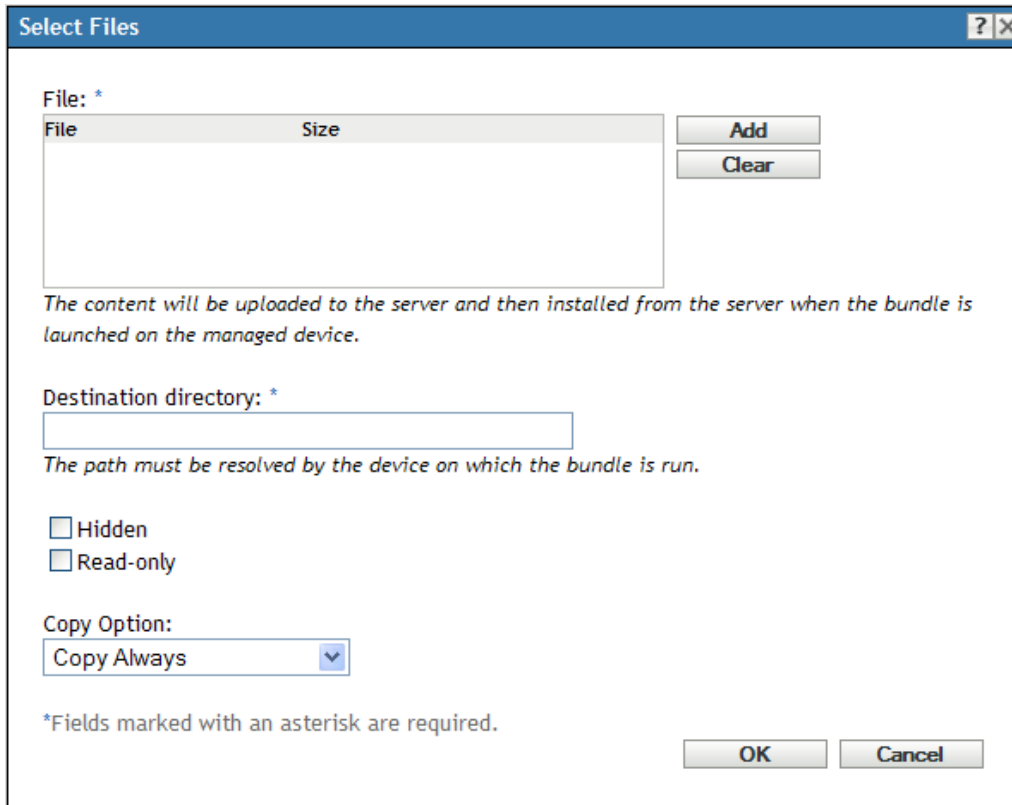 Select Files
? X
File: *
File Size
Add
Clear
The content will be uploaded to the server and then installed from the server when the bundle is
launched on the managed device.
Destination directory: *
The path must be resolved by the device on which the bundle is run.
Hidden
Read-only
Copy Option:
Copy Always
*Fields marked with an asterisk are required.
OK Cancel